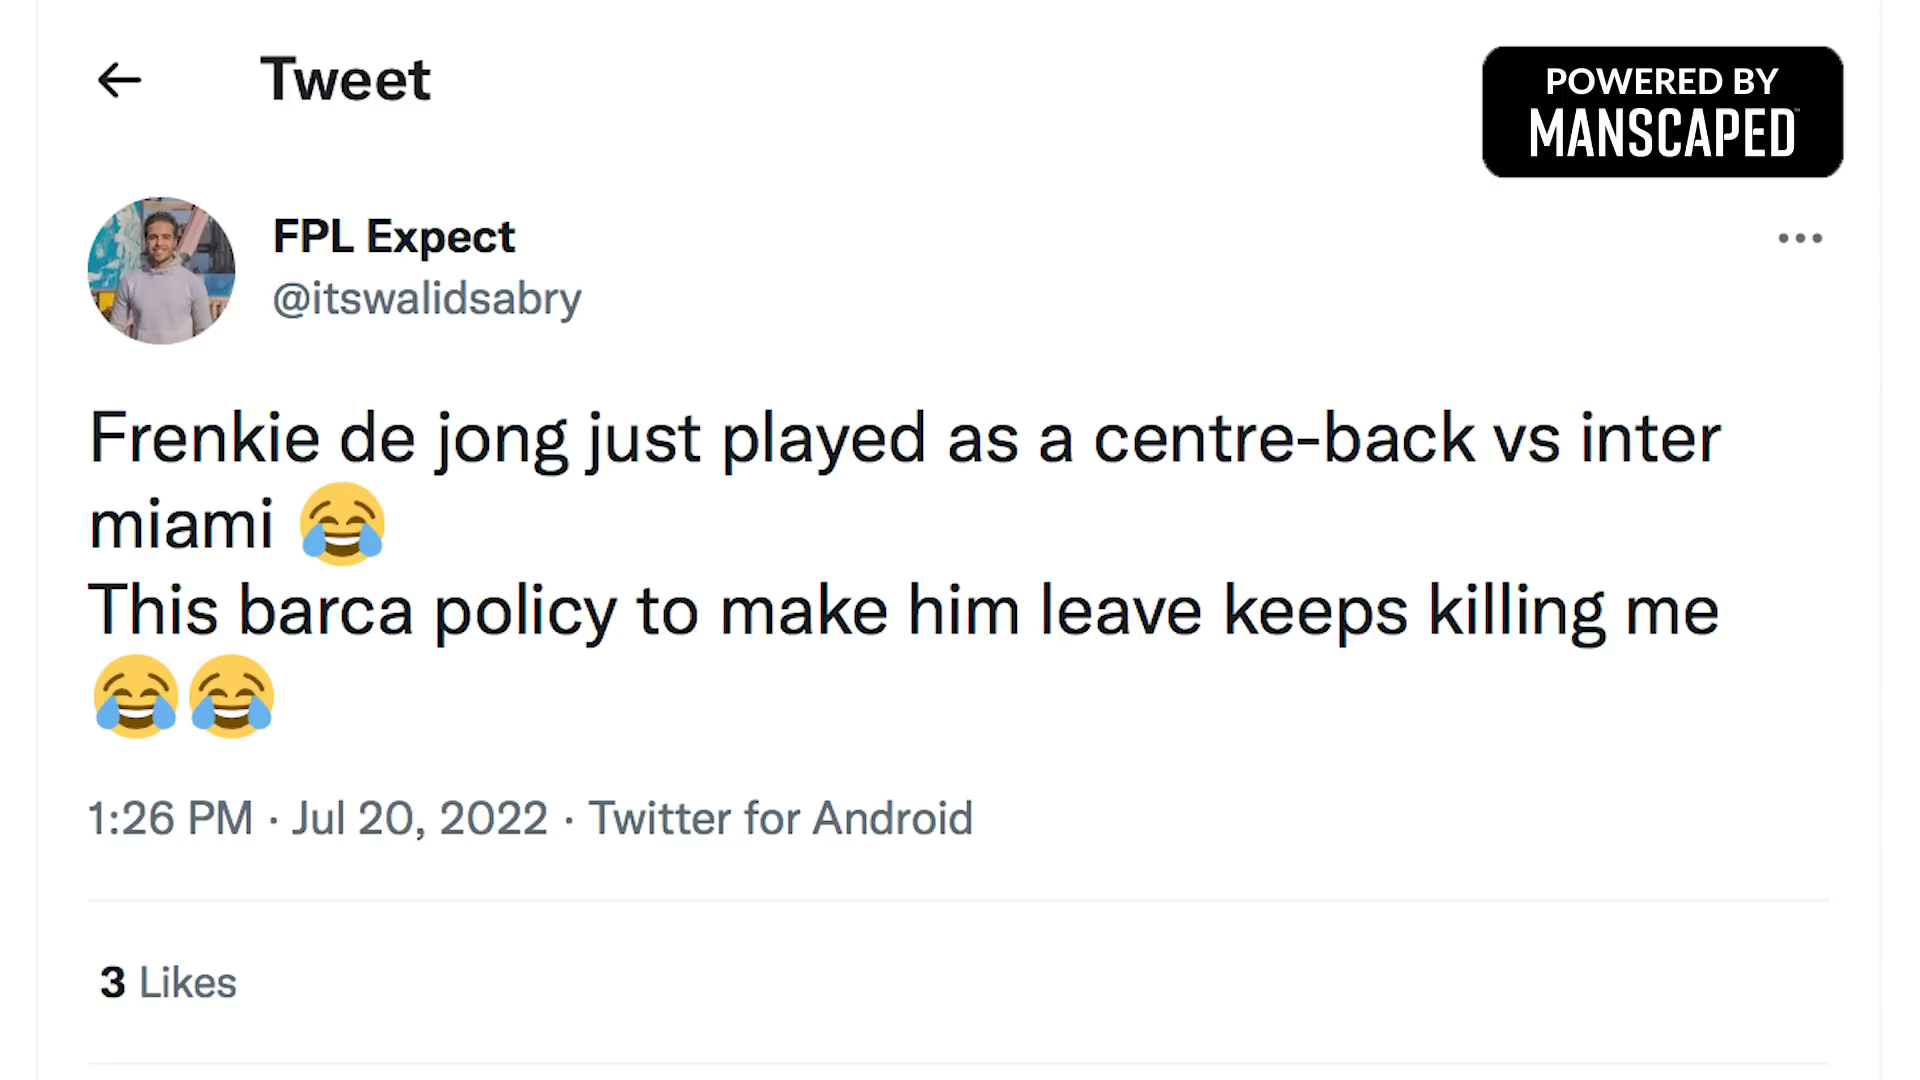 Tweet
POWERED BY
MANSCAPED™
FPL Expect
@itswalidsabry
Frenkie de jong just played as a centre-back vs inter
miami 😂
This barca policy to make him leave keeps killing me
😂😂
1:26 PM · Jul 20, 2022 · Twitter for Android
3 Likes